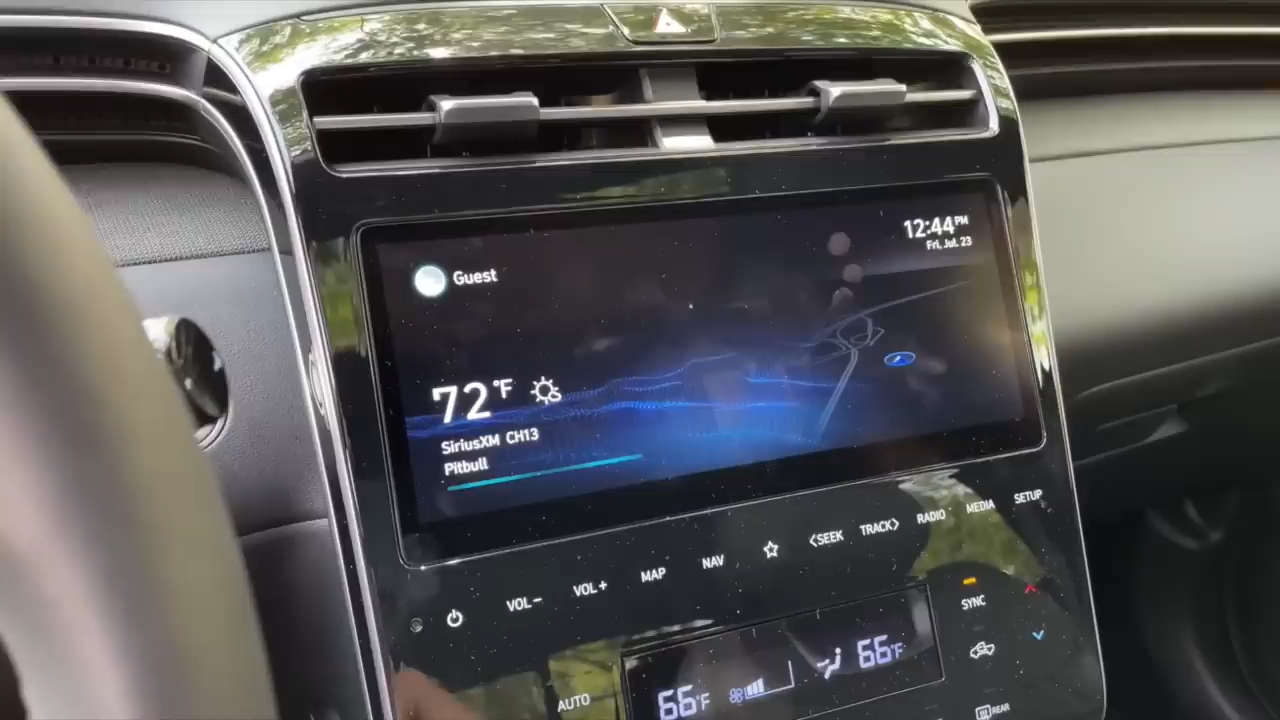 12:44PM
Fri, Jul. 23
Guest
72°F
SiriusXM CH13
Pitbull
VOL−
VOL+
MAP
NAV
<SEEK
TRACK>
RADIO
MEDIA
SETUP
SYNC
AUTO
66°F
66°F
REAR